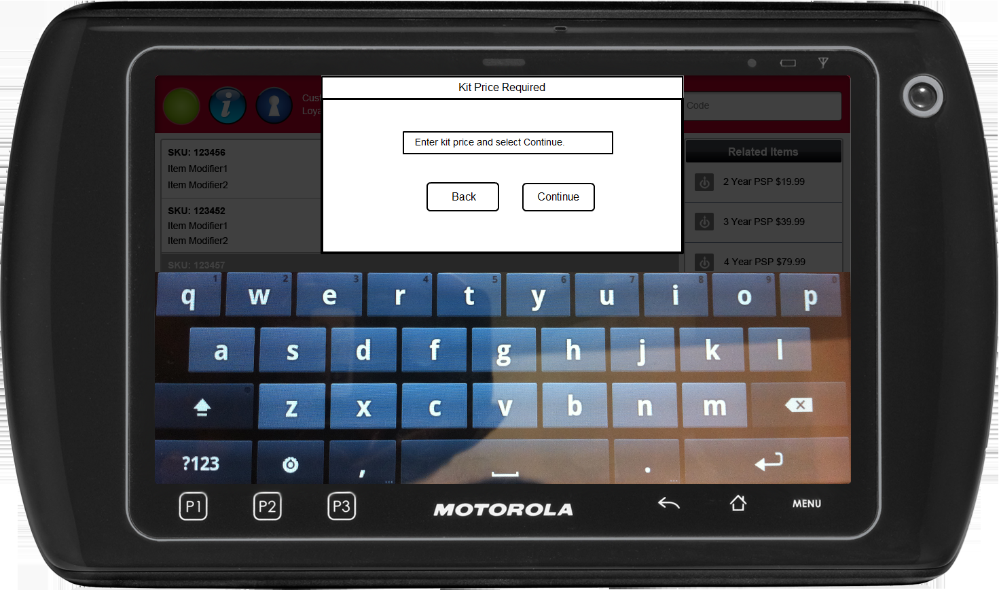 Kit Price Required
Cust
Loya
Code
Enter kit price and select Continue.
Back
Continue
SKU: 123456
Item Modifier1
Item Modifier2
SKU: 123452
Item Modifier1
Item Modifier2
SKU: 123457
Related Items
2 Year PSP $19.99
3 Year PSP $39.99
4 Year PSP $79.99
1 2 3 4 5 6 7 8 9 0
q w e r t y u i o p
a s d f g h j k l
z x c v b n m
?123 , ... . ...
P1 P2 P3 MOTOROLA MENU